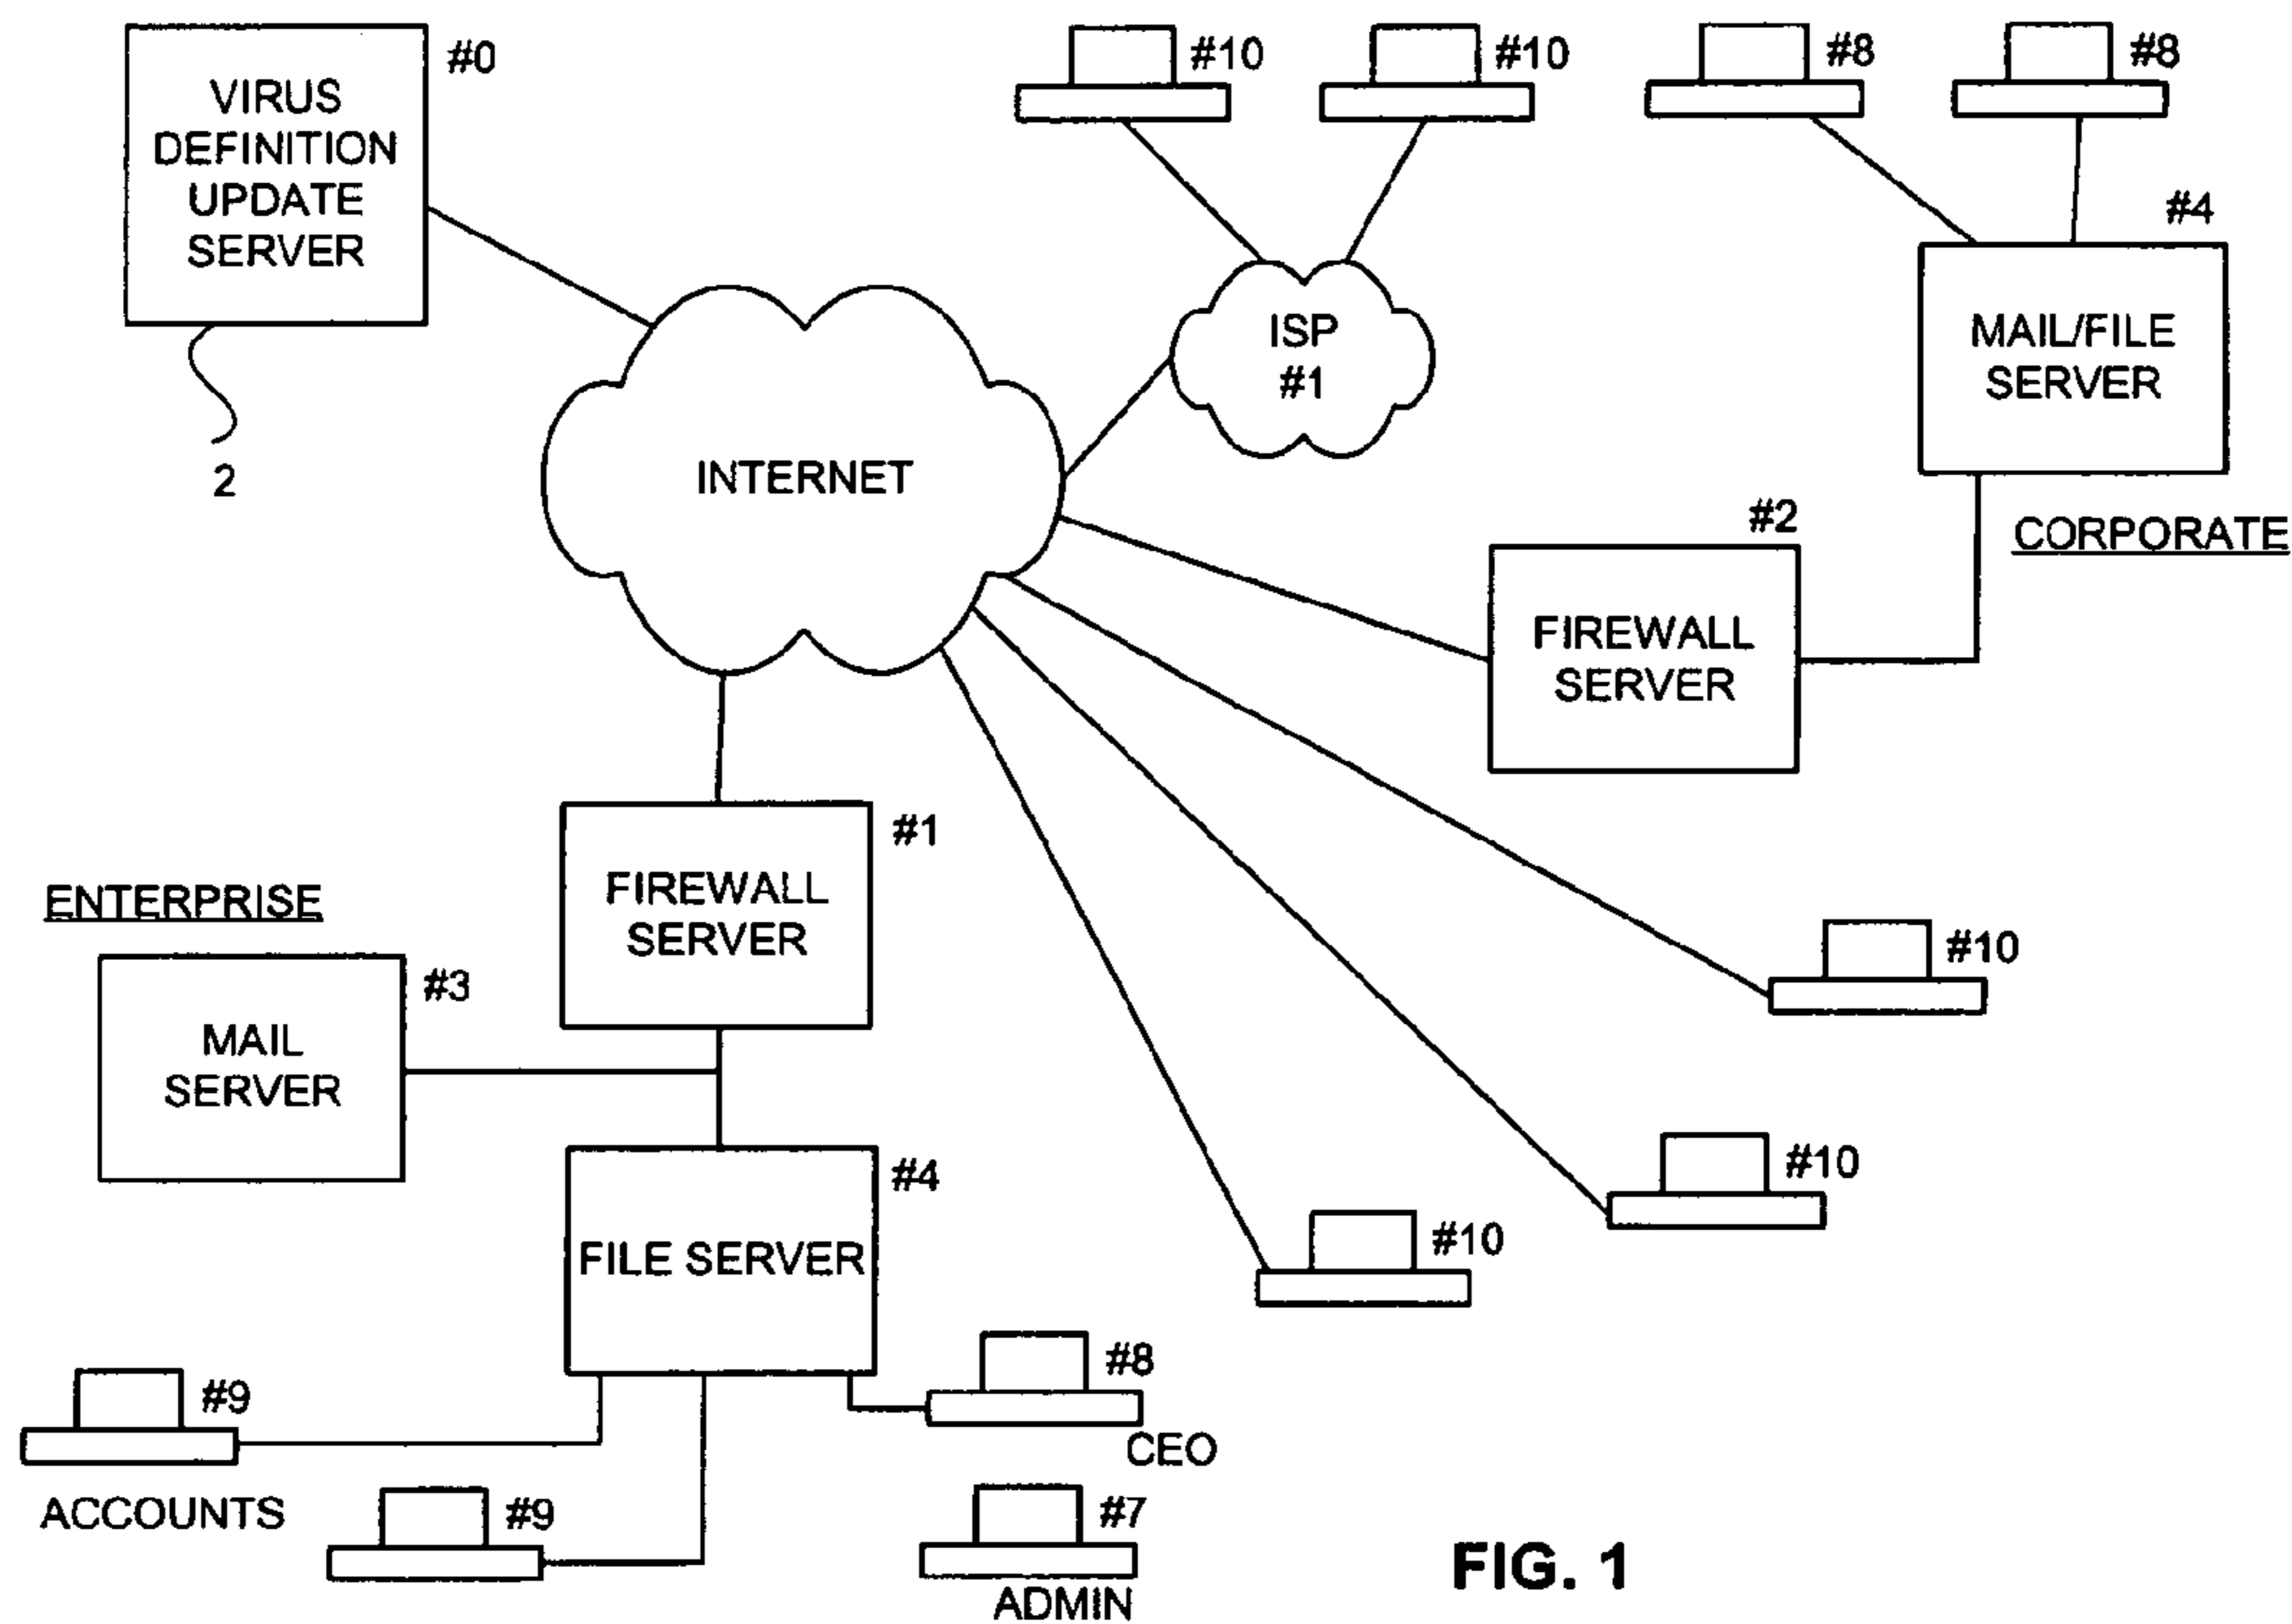 #0
VIRUS
DEFINITION
UPDATE
SERVER
2
#10
#10
#8
#8
ISP
#1
#4
MAIL/FILE
SERVER
CORPORATE
INTERNET
#2
FIREWALL
SERVER
#1
FIREWALL
SERVER
ENTERPRISE
#3
MAIL
SERVER
#4
FILE SERVER
#10
#10
#10
#9
ACCOUNTS
#9
#8
CEO
#7
ADMIN
FIG. 1